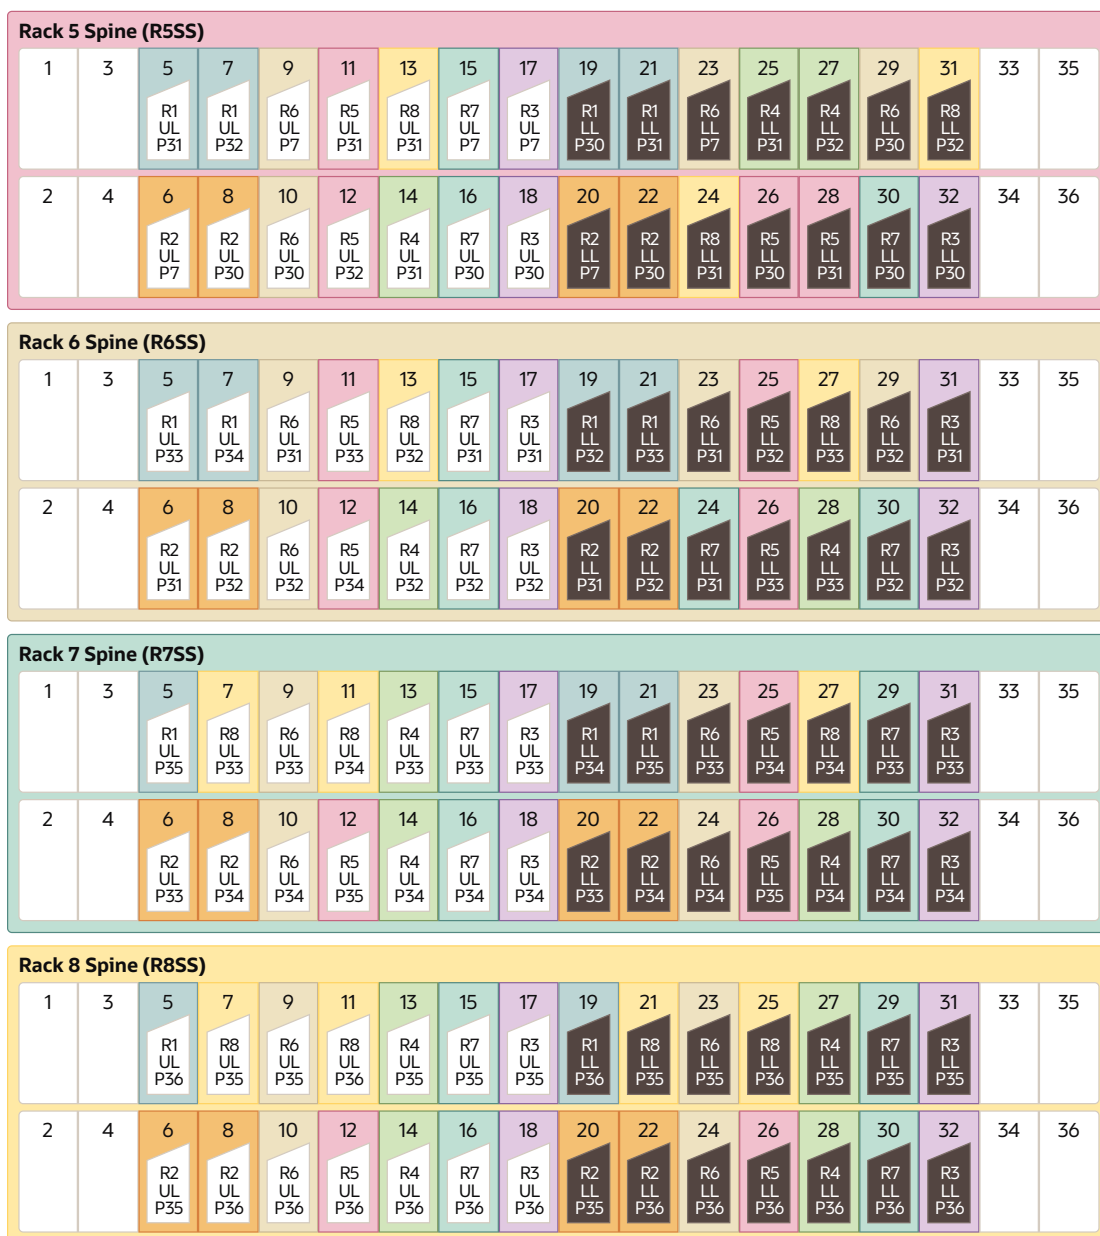 Rack 5 Spine (R5SS)
1 3 5 7 9 11 13 15 17 19 21 23 25 27 29 31 33 35
R1 R1 R6 R5 R8 R7 R3 R1 R1 R6 R4 R4 R6 R8
UL UL UL UL UL UL UL LL LL LL LL LL LL LL
P31 P32 P7 P31 P31 P7 P7 P30 P31 P7 P31 P32 P30 P32
2 4 6 8 10 12 14 16 18 20 22 24 26 28 30 32 34 36
R2 R2 R6 R5 R4 R7 R3 R2 R2 R8 R5 R5 R7 R3
UL UL UL UL UL UL UL LL LL LL LL LL LL LL
P7 P30 P30 P32 P31 P30 P30 P7 P30 P31 P30 P31 P30 P30
Rack 6 Spine (R6SS)
1 3 5 7 9 11 13 15 17 19 21 23 25 27 29 31 33 35
R1 R1 R6 R5 R8 R7 R3 R1 R1 R6 R5 R8 R6 R3
UL UL UL UL UL UL UL LL LL LL LL LL LL LL
P33 P34 P31 P33 P32 P31 P31 P32 P33 P31 P32 P33 P32 P31
2 4 6 8 10 12 14 16 18 20 22 24 26 28 30 32 34 36
R2 R2 R6 R5 R4 R7 R3 R2 R2 R7 R5 R4 R7 R3
UL UL UL UL UL UL UL LL LL LL LL LL LL LL
P31 P32 P32 P34 P32 P32 P32 P31 P32 P31 P33 P33 P32 P32
Rack 7 Spine (R7SS)
1 3 5 7 9 11 13 15 17 19 21 23 25 27 29 31 33 35
R1 R8 R6 R8 R4 R7 R3 R1 R1 R6 R5 R8 R7 R3
UL UL UL UL UL UL UL LL LL LL LL LL LL LL
P35 P33 P33 P34 P33 P33 P33 P34 P35 P33 P34 P34 P33 P33
2 4 6 8 10 12 14 16 18 20 22 24 26 28 30 32 34 36
R2 R2 R6 R5 R4 R7 R3 R2 R2 R6 R5 R4 R7 R3
UL UL UL UL UL UL UL LL LL LL LL LL LL LL
P33 P34 P34 P35 P34 P34 P34 P33 P34 P34 P35 P34 P34 P34
Rack 8 Spine (R8SS)
1 3 5 7 9 11 13 15 17 19 21 23 25 27 29 31 33 35
R1 R8 R6 R8 R4 R7 R3 R1 R8 R6 R8 R4 R7 R3
UL UL UL UL UL UL UL LL LL LL LL LL LL LL
P36 P35 P35 P36 P35 P35 P35 P36 P35 P35 P36 P35 P35 P35
2 4 6 8 10 12 14 16 18 20 22 24 26 28 30 32 34 36
R2 R2 R6 R5 R4 R7 R3 R2 R2 R6 R5 R4 R7 R3
UL UL UL UL UL UL UL LL LL LL LL LL LL LL
P35 P36 P36 P36 P36 P36 P36 P35 P36 P36 P36 P36 P36 P36